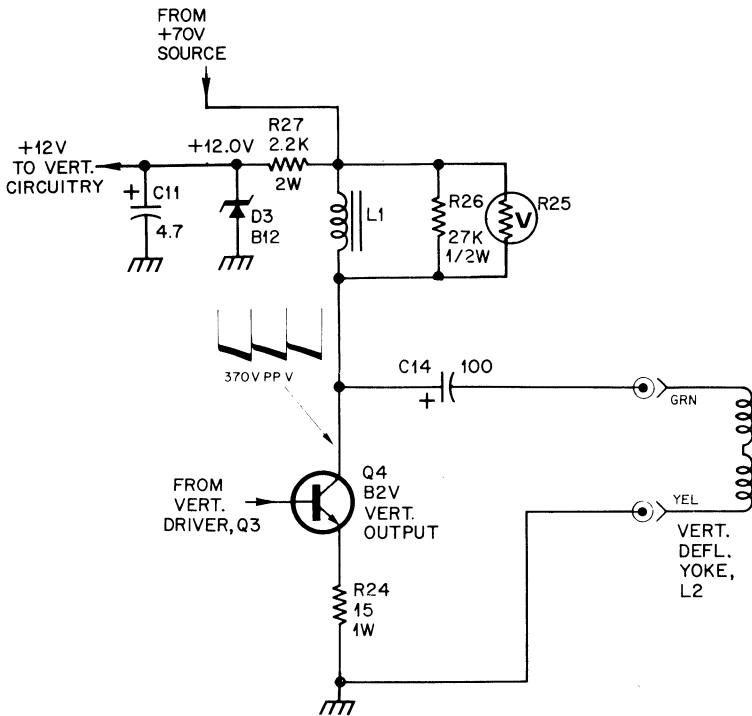 FROM
+70V
SOURCE
+12V
TO VERT.
CIRCUITRY
+12.0V
R27
2.2K
2W
+
C11
4.7
D3
B12
L1
R26
27K
1/2W
V
R25
370V PP V
C14 100
+
GRN
Q4
B2V
VERT.
OUTPUT
FROM
VERT.
DRIVER,Q3
YEL
VERT.
DEFL.
YOKE,
L2
R24
15
1W